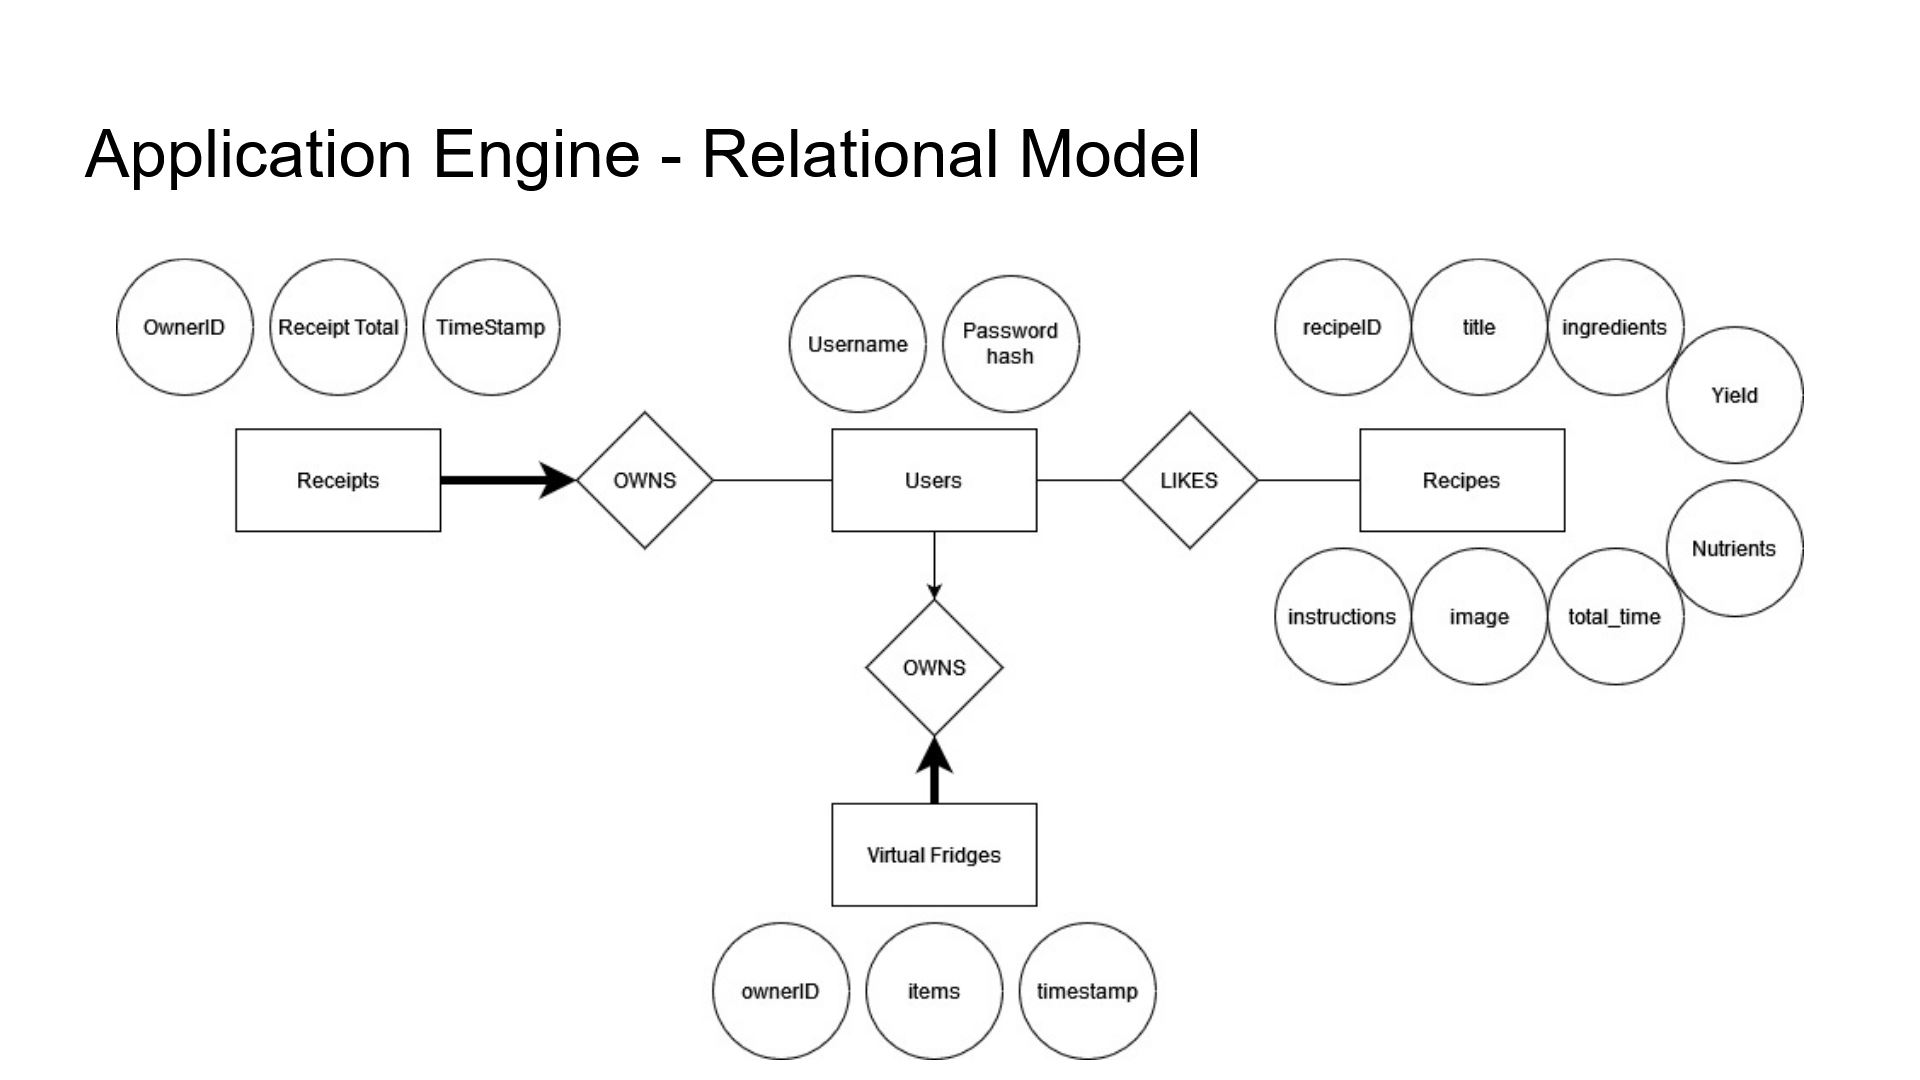 Application Engine - Relational Model
OwnerID
Receipt Total
TimeStamp
Username
Password
hash
recipeID
title
ingredients
Yield
Receipts
OWNS
Users
LIKES
Recipes
Nutrients
instructions
image
total_time
OWNS
Virtual Fridges
ownerID
items
timestamp